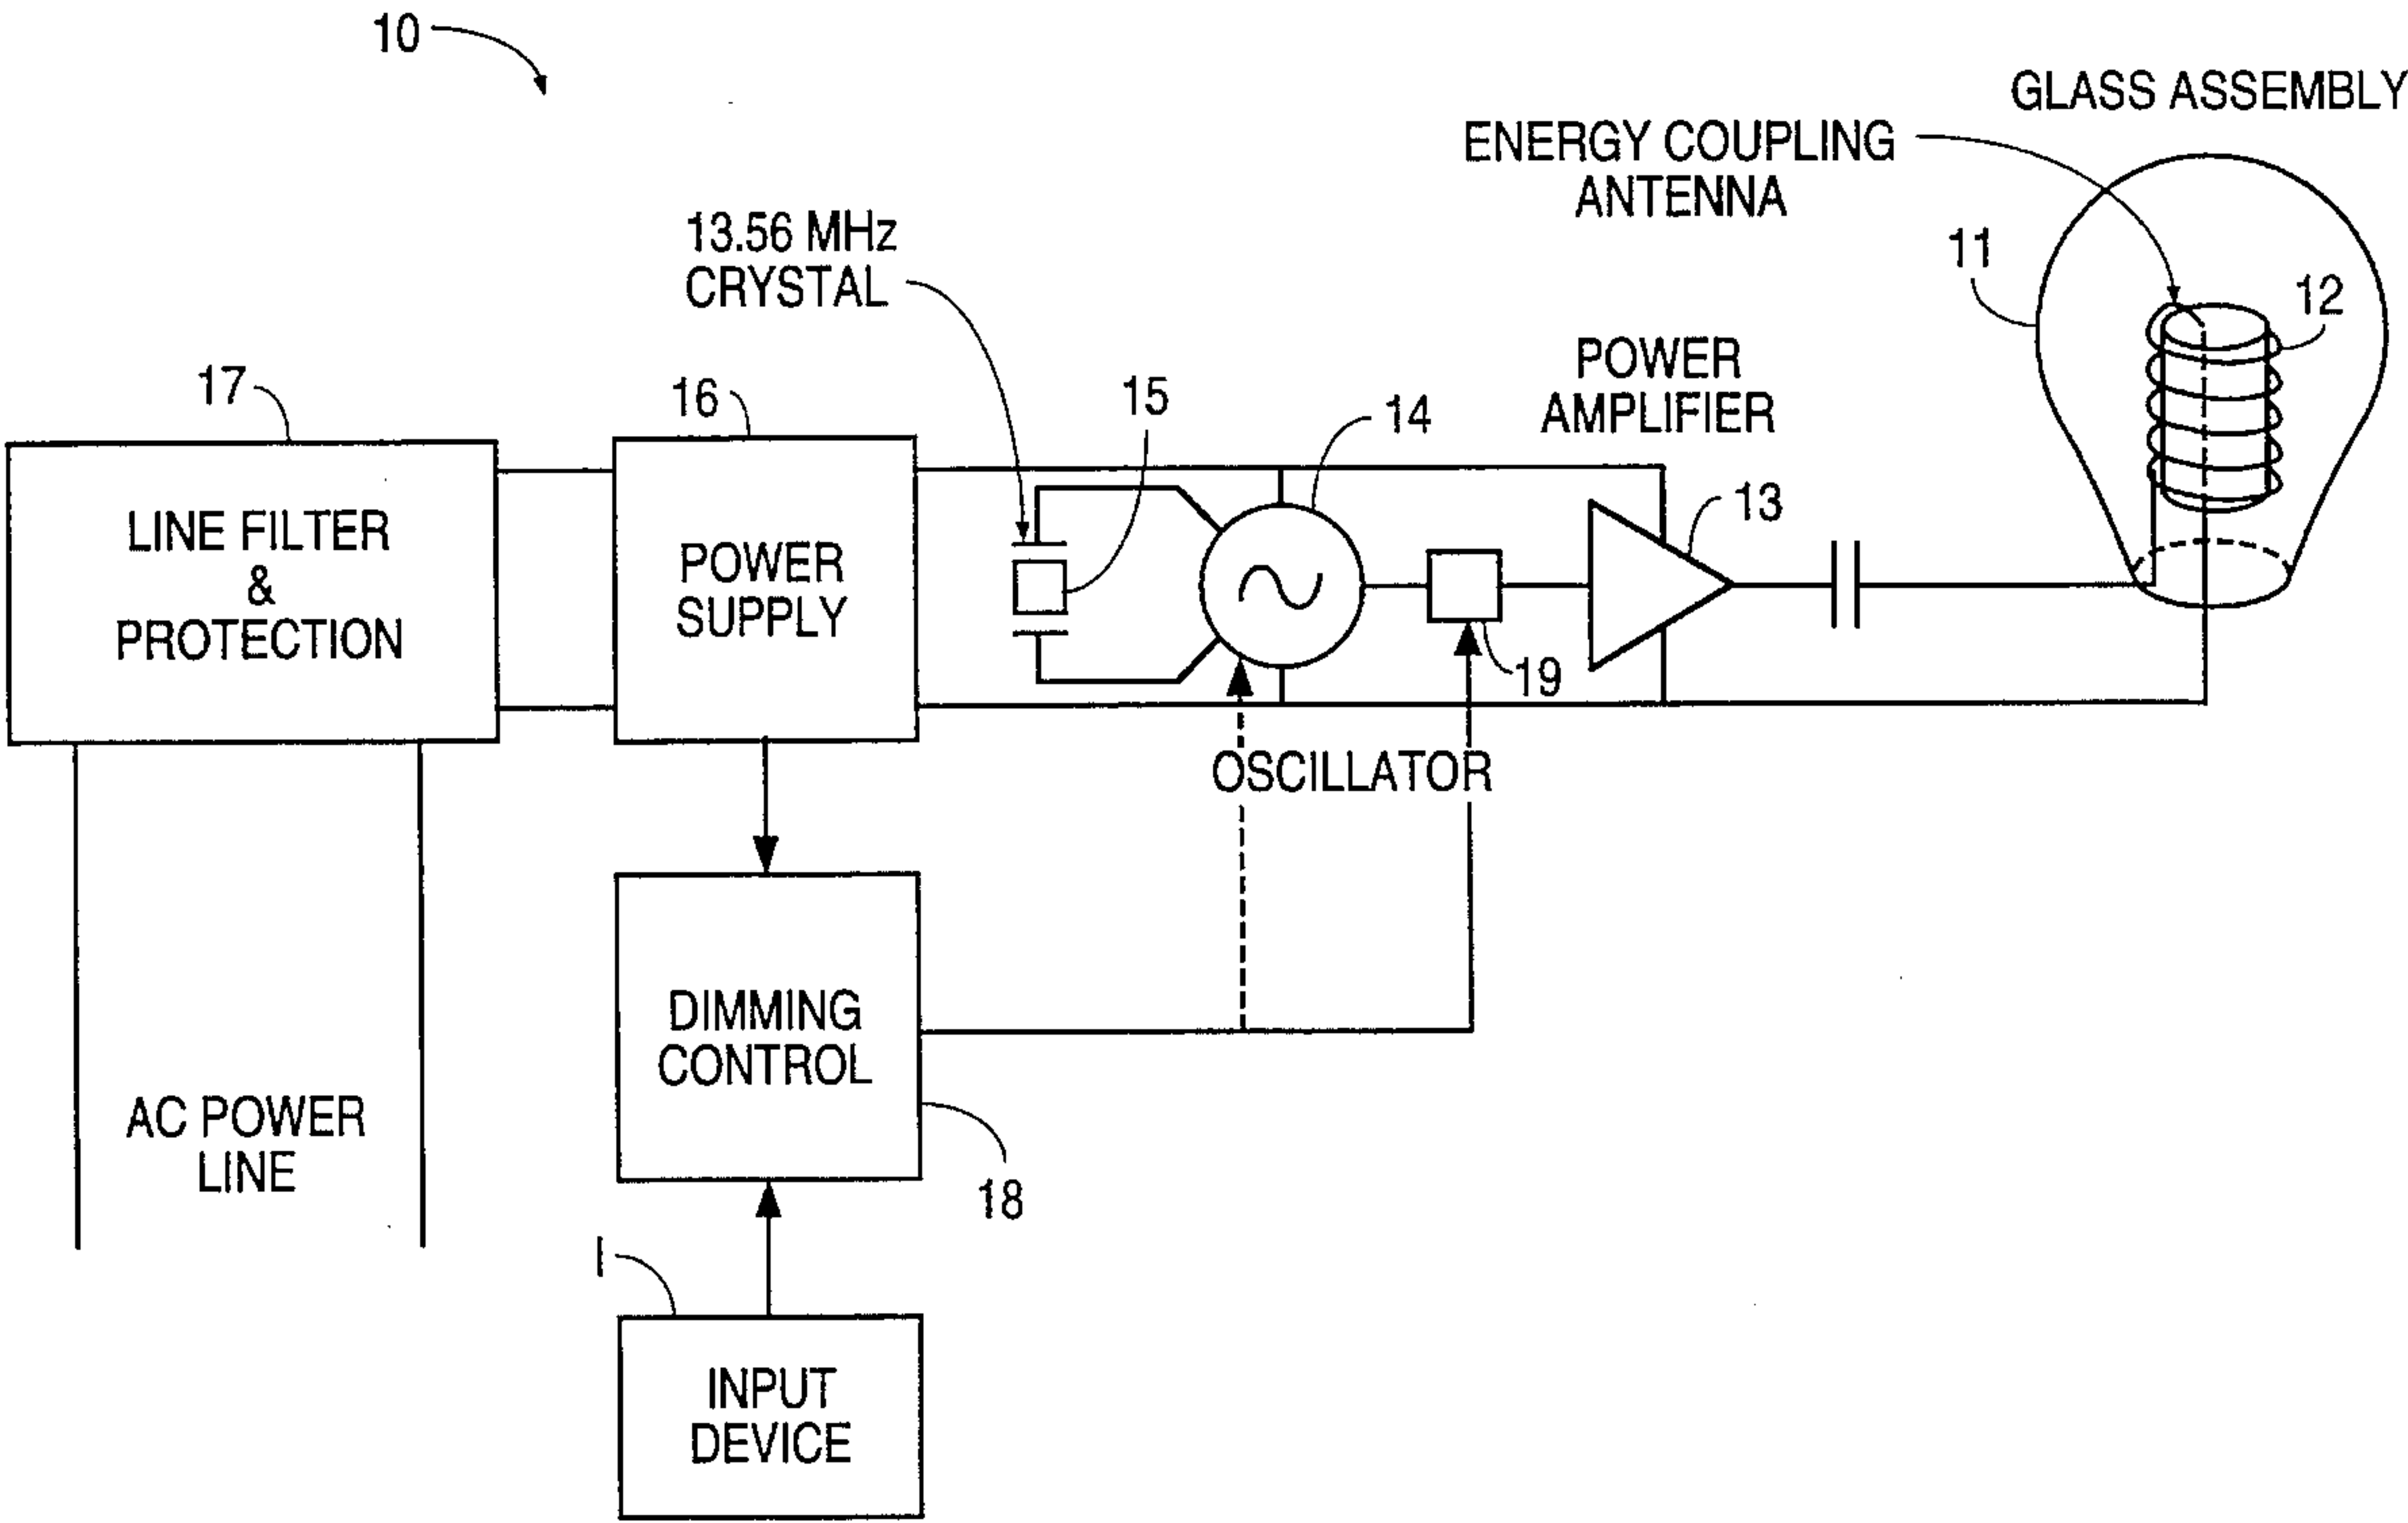 10
GLASS ASSEMBLY
ENERGY COUPLING
ANTENNA
13.56 MHz
CRYSTAL
11
12
POWER
AMPLIFIER
17
16
15
14
13
LINE FILTER
&
PROTECTION
POWER
SUPPLY
19
OSCILLATOR
DIMMING
CONTROL
AC POWER
LINE
18
I
INPUT
DEVICE